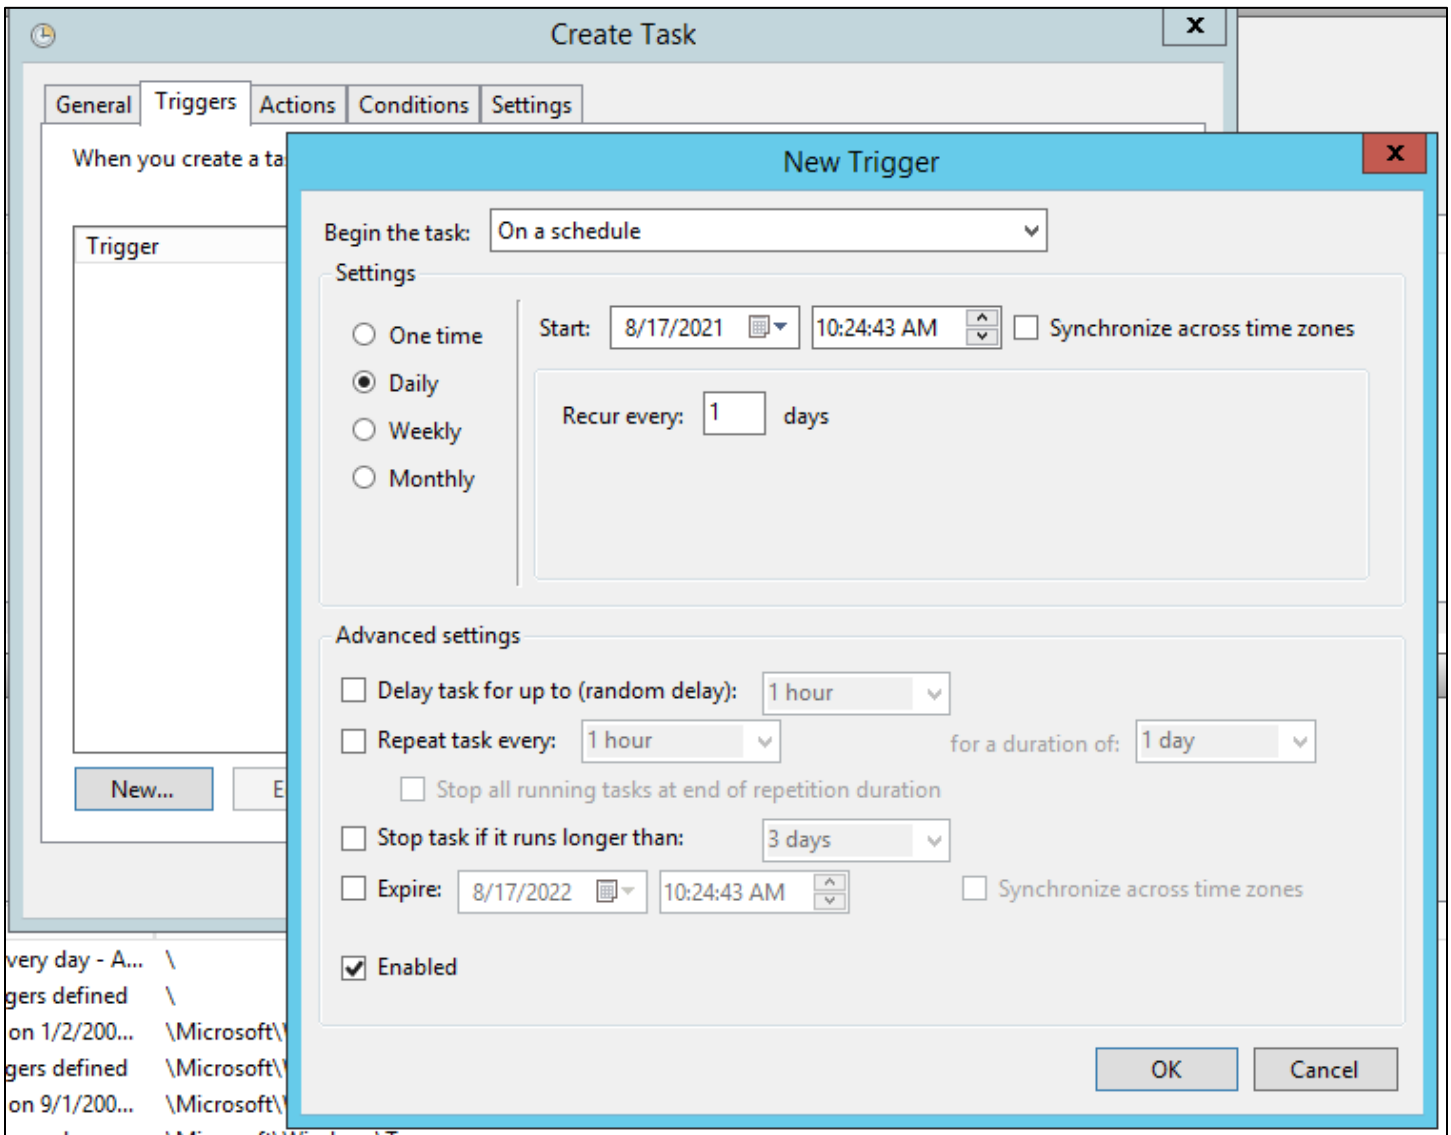 Create Task
General Triggers Actions Conditions Settings
When you create a ta
New Trigger
Trigger
Begin the task: On a schedule
Settings
One time
Daily
Weekly
Monthly
Start: 8/17/2021 10:24:43 AM Synchronize across time zones
Recur every: 1 days
Advanced settings
Delay task for up to (random delay): 1 hour
Repeat task every: 1 hour for a duration of: 1 day
Stop all running tasks at end of repetition duration
Stop task if it runs longer than: 3 days
Expire: 8/17/2022 10:24:43 AM Synchronize across time zones
Enabled
OK Cancel
New... E
very day - A... \
gers defined \
on 1/2/200... \Microsoft\
gers defined \Microsoft\
on 9/1/200... \Microsoft\